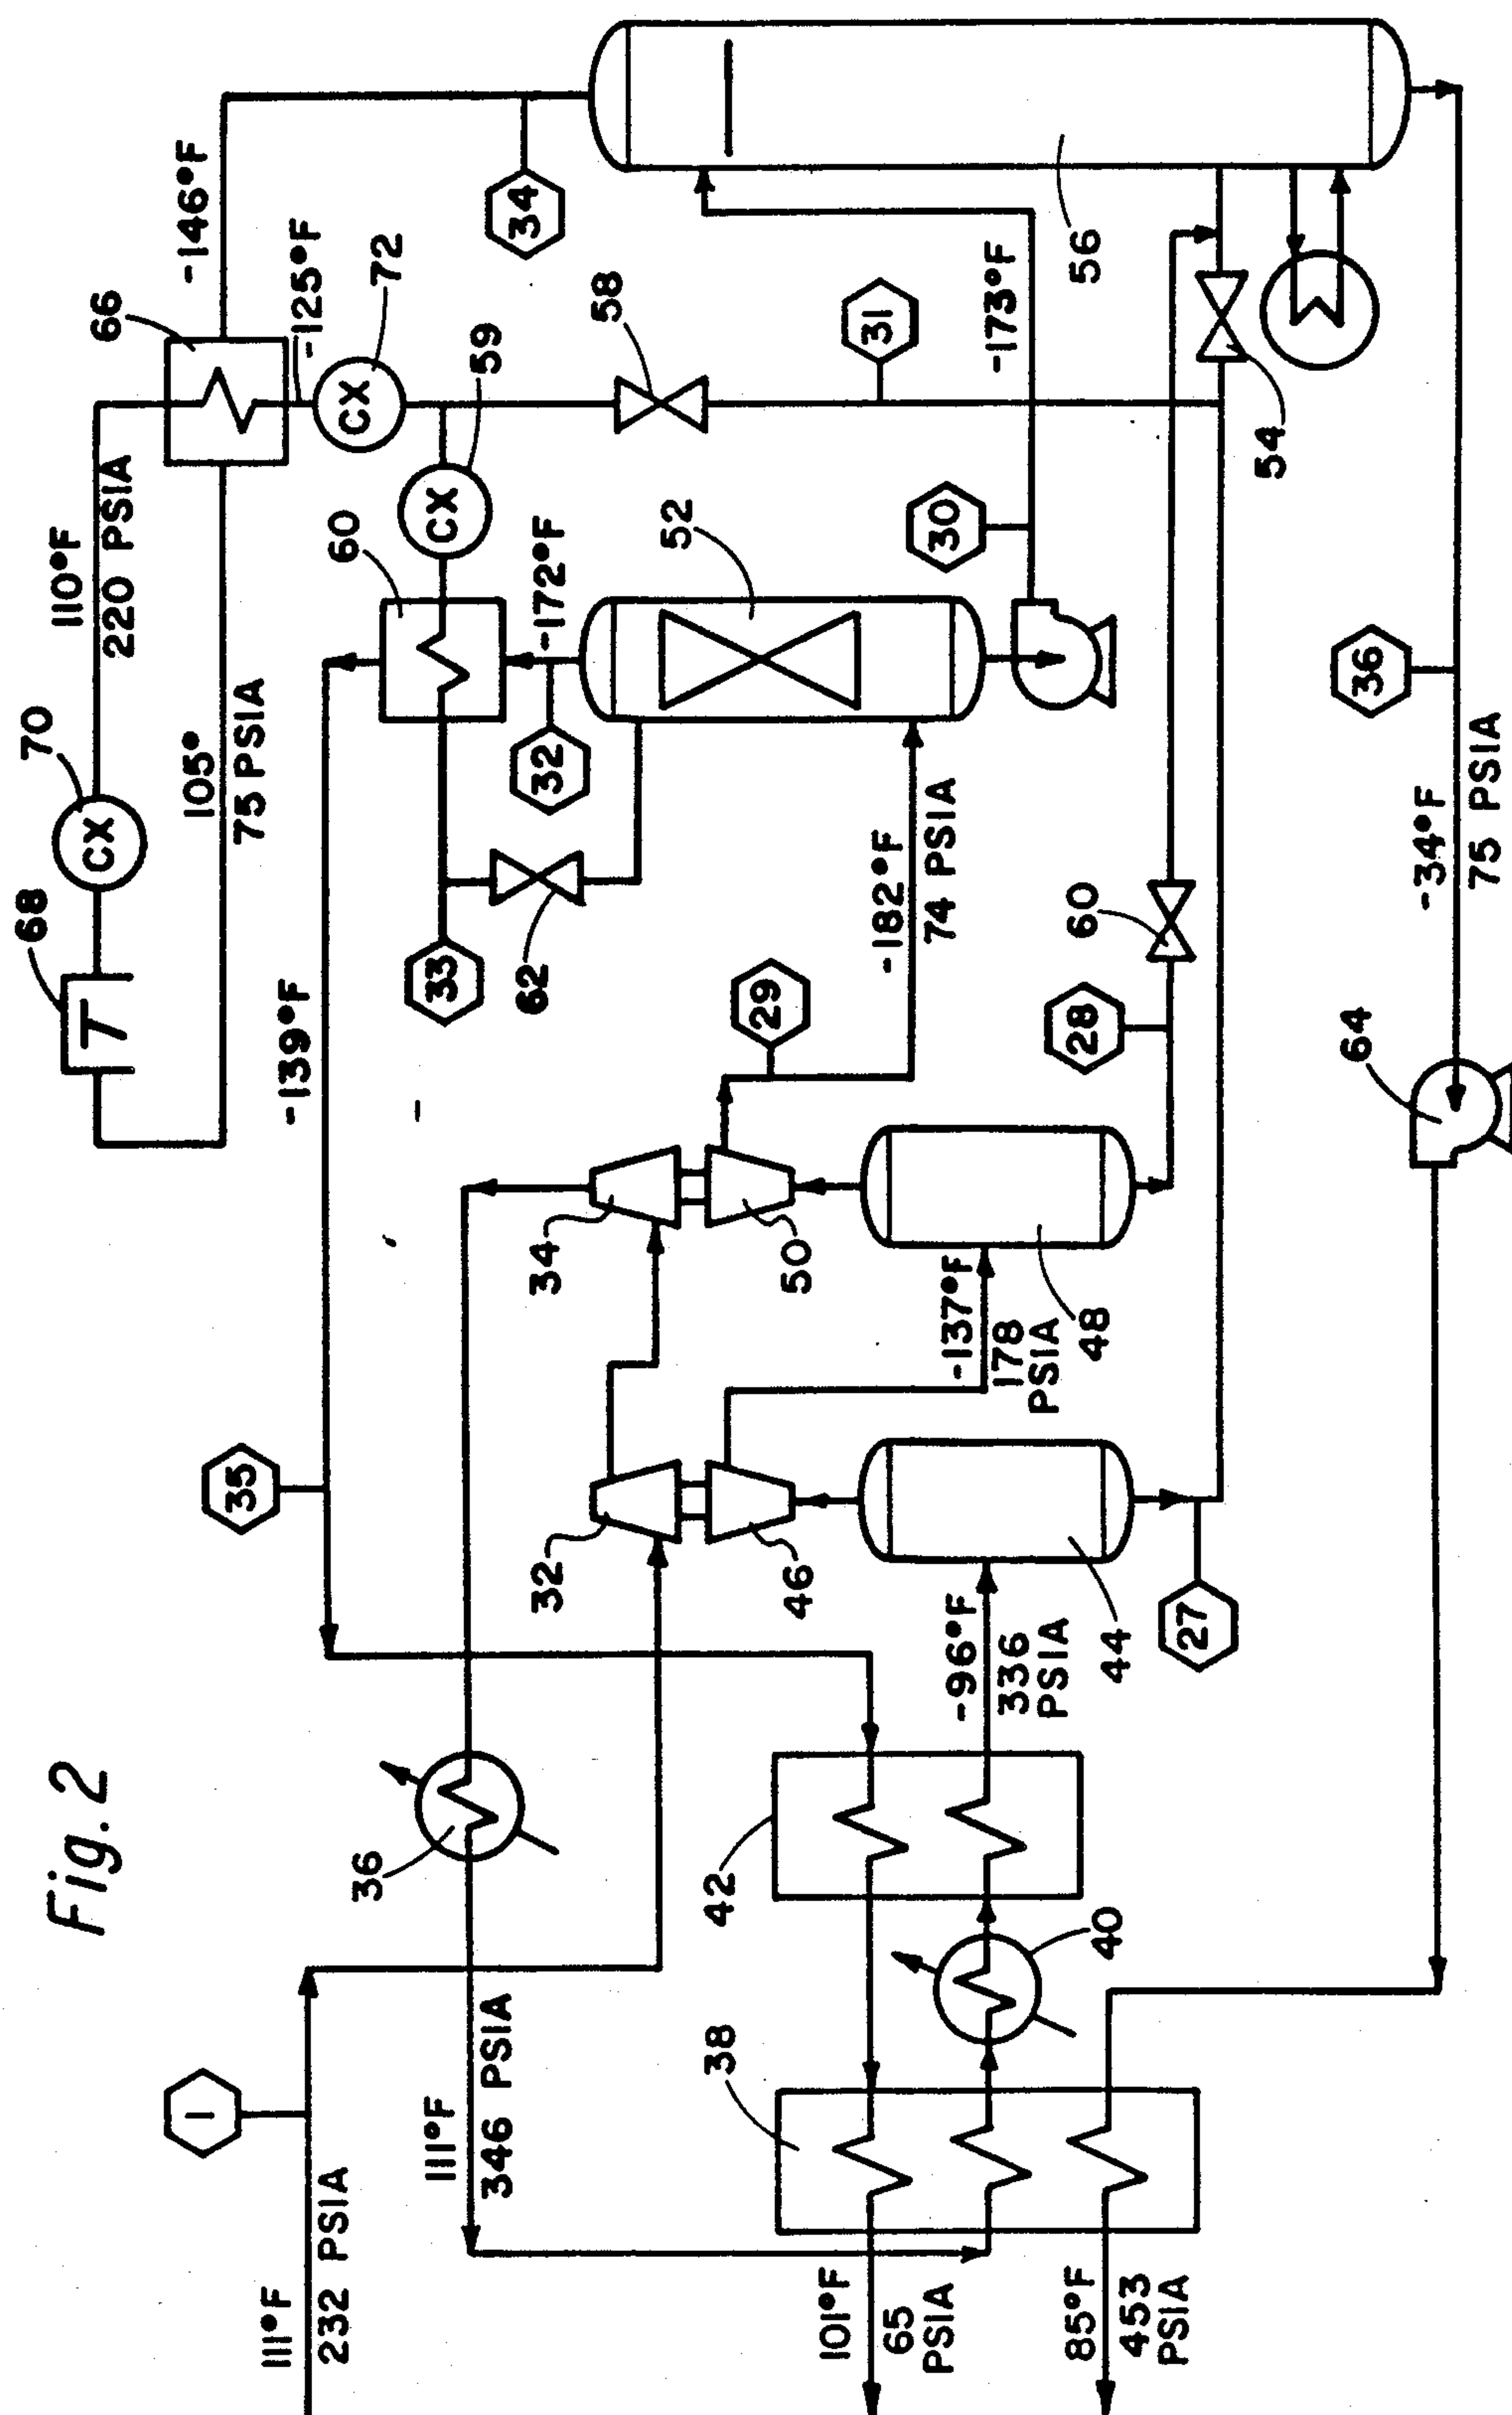 Fig. 2
68
70
T
CX
110°F
220 PSIA
66
105°
75 PSIA
-146°F
1
35
111°F
232 PSIA
-139°F
-125°F
60
CX
72
36
111°F
346 PSIA
33
CX
59
34
62
32
-172°F
32
34
58
38
42
52
29
46
50
101°F
65
PSIA
31
-182°F
74 PSIA
30
-96°F
336
PSIA
-137°F
178
PSIA
-173°F
28
60
56
85°F
453
PSIA
40
44
48
27
54
64
36
-34°F
75 PSIA